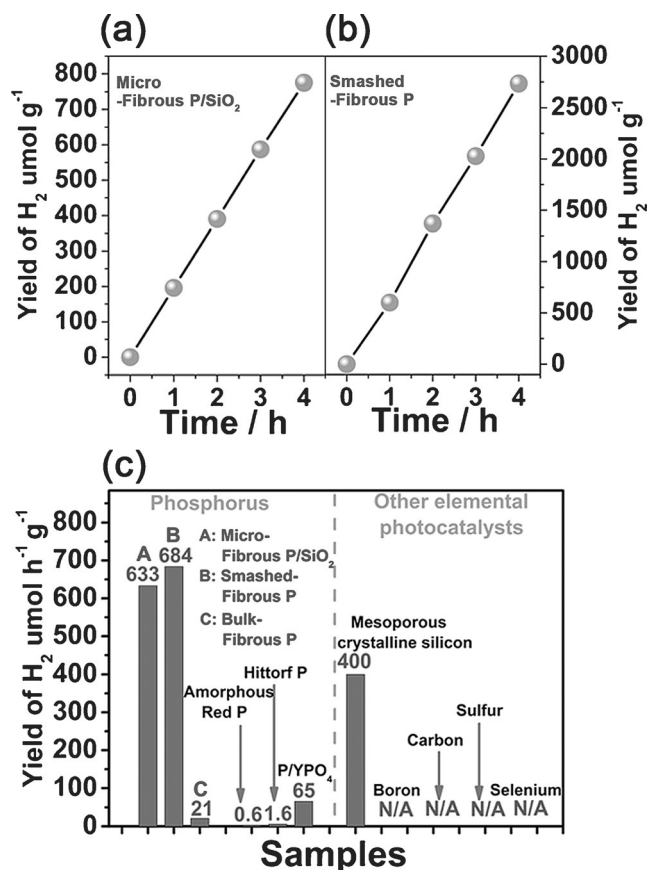 (a)
Yield of H2 umol g-1
800
700
600
500
400
300
200
100
0
Micro
-Fibrous P/SiO2
0 1 2 3 4
Time / h
(b)
Smashed
-Fibrous P
3000
2500
2000
1500
1000
500
0
Yield of H2 umol g-1
0 1 2 3 4
Time / h
(c)
Yield of H2 umol h-1 g-1
800
700
600
500
400
300
200
100
0
Phosphorus
A
633
B
684
A: Micro-
Fibrous P/SiO2
B: Smashed-
Fibrous P
C: Bulk-
Fibrous P
C
21
Amorphous
Red P
0.6
Hittorf P
1.6
P/YPO4
65
Other elemental
photocatalysts
Mesoporous
crystalline silicon
400
Boron
N/A
Carbon
N/A
Sulfur
N/A
Selenium
N/A
Samples